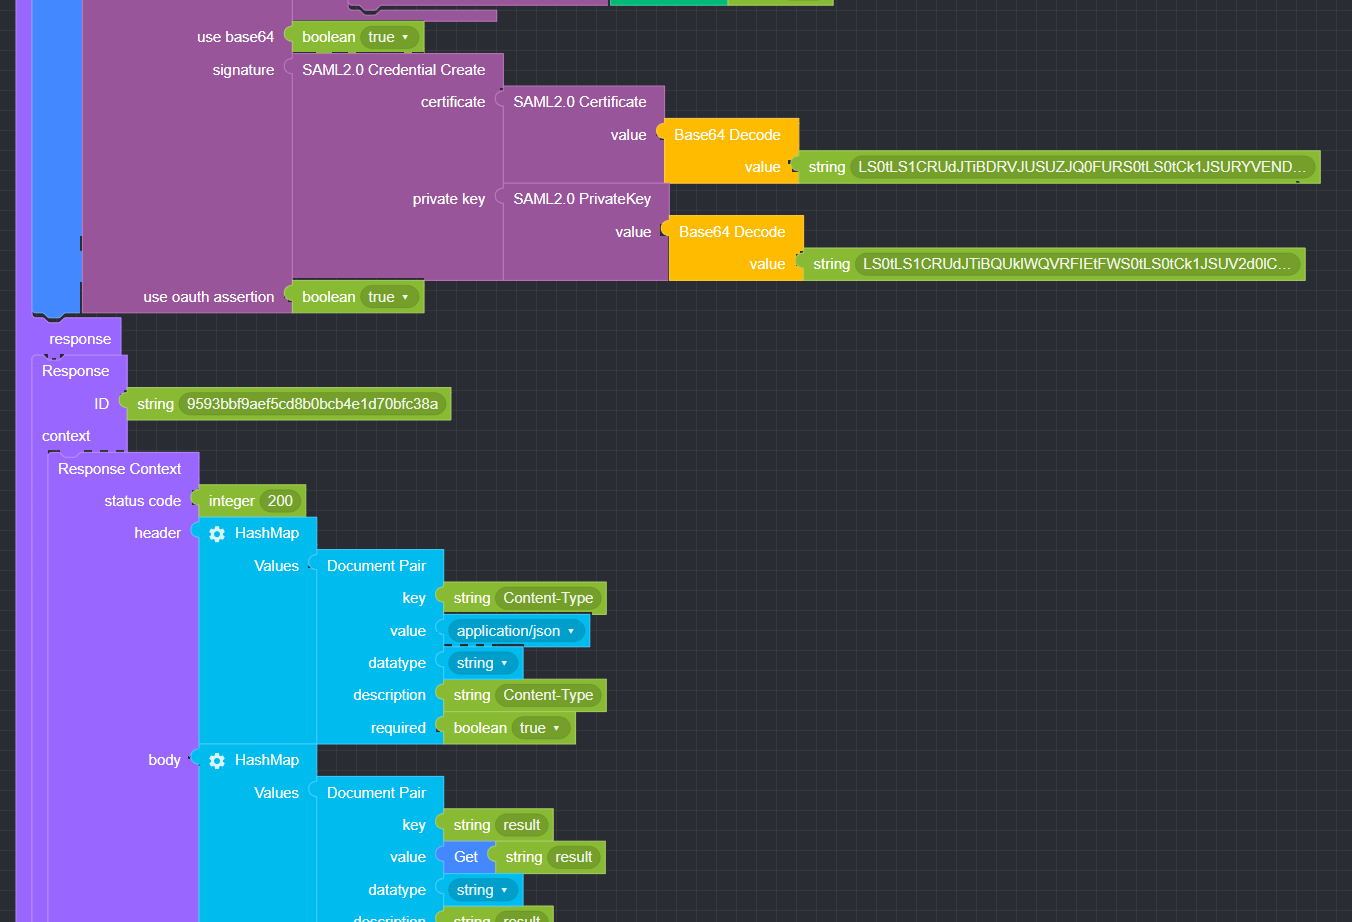 use base64 boolean true
signature SAML2.0 Credential Create
certificate SAML2.0 Certificate
value Base64 Decode
value string LS0tLS1CRUdJTiBDRVJUSUZJQ0FURS0tLS0tCk1JSURYVEND...
private key SAML2.0 PrivateKey
value Base64 Decode
value string LS0tLS1CRUdJTiBQUklWQVRFIEtFWS0tLS0tCk1JSUV2d0lC...
use oauth assertion boolean true
response
Response
ID string 9593bbf9aef5cd8b0bcb4e1d70bfc38a
context
Response Context
status code integer 200
header HashMap
Values Document Pair
key string Content-Type
value application/json
datatype string
description string Content-Type
required boolean true
body HashMap
Values Document Pair
key string result
value Get string result
datatype string
description string result